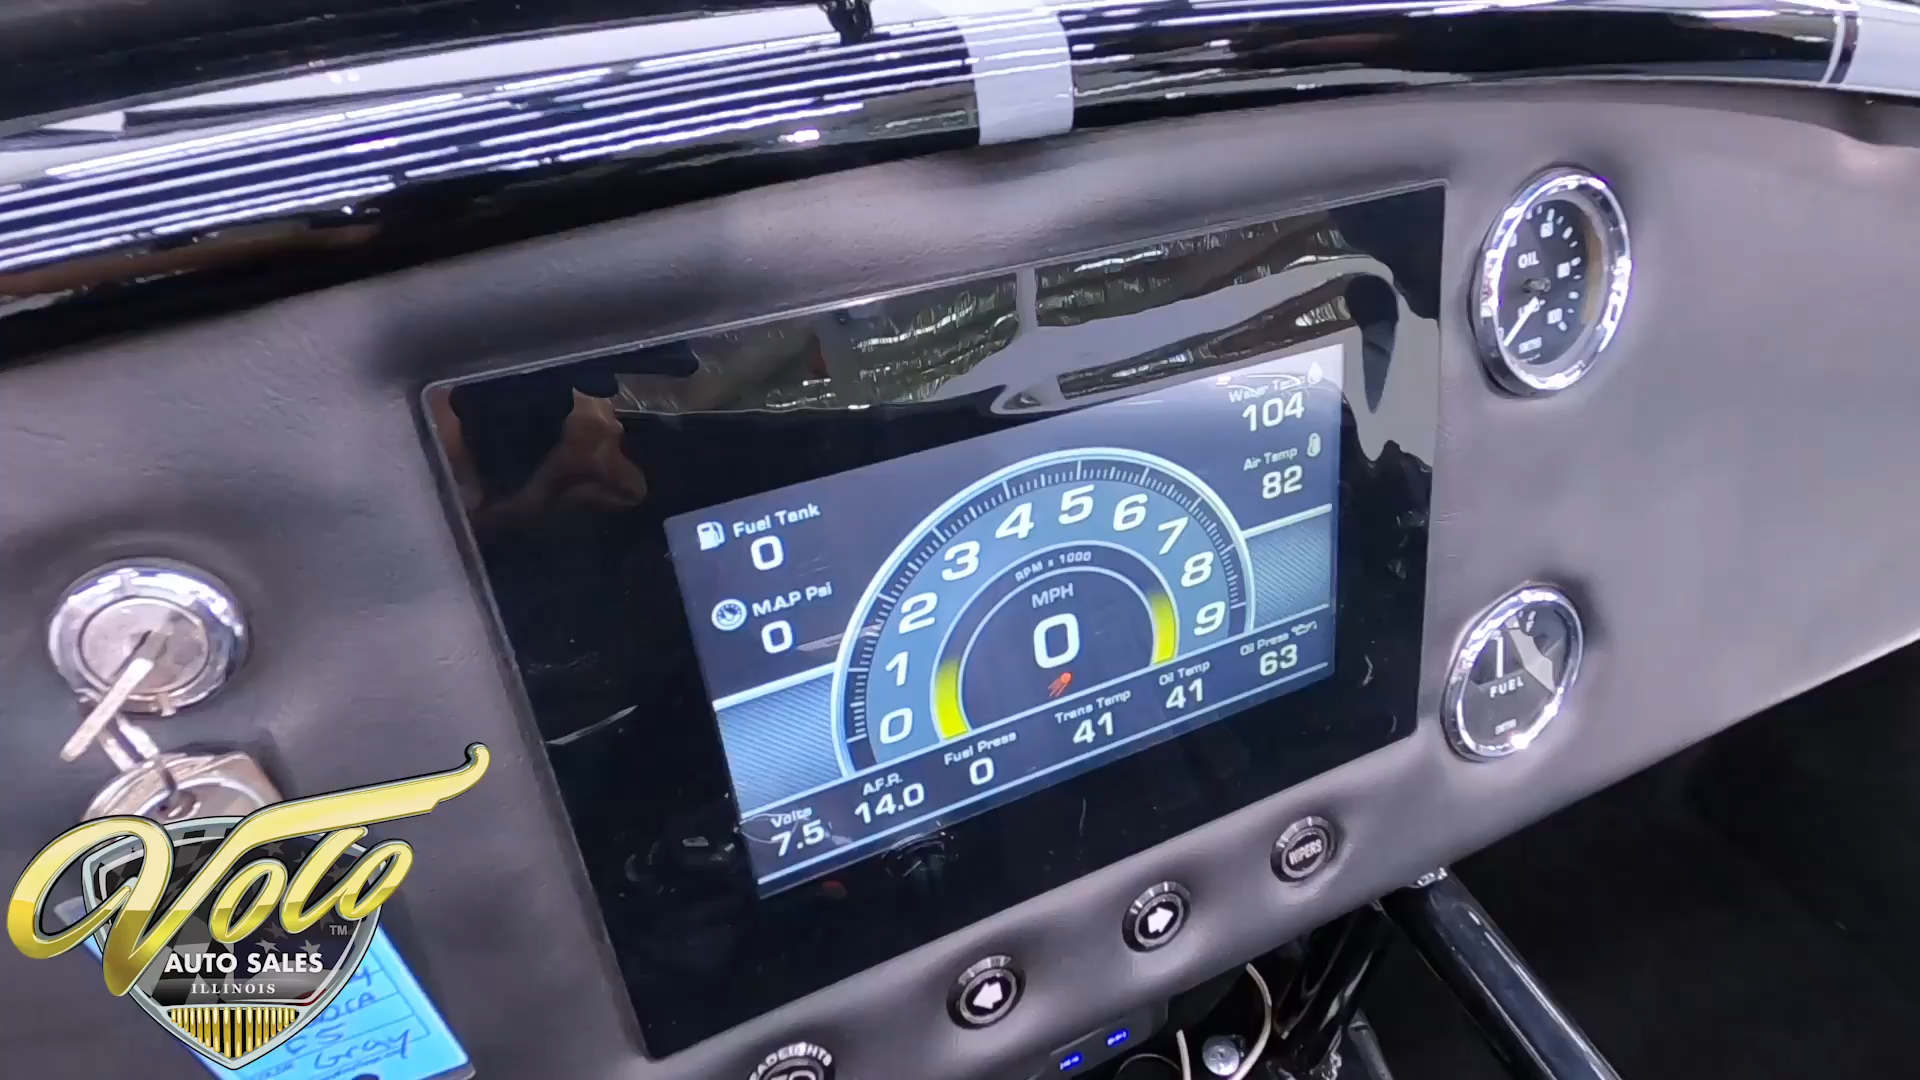 Water Temp
104
Air Temp
82
Fuel Tank
0
M.A.P Psi
0
0 1 2 3 4 5 6 7 8 9
RPM x 1000
MPH
0
Volts
7.5
A.F.R.
14.0
Fuel Press
0
Trans Temp
41
Oil Temp
41
Oil Press
63
OIL
FUEL
WIPERS
Volo
TM
AUTO SALES
ILLINOIS
Gray